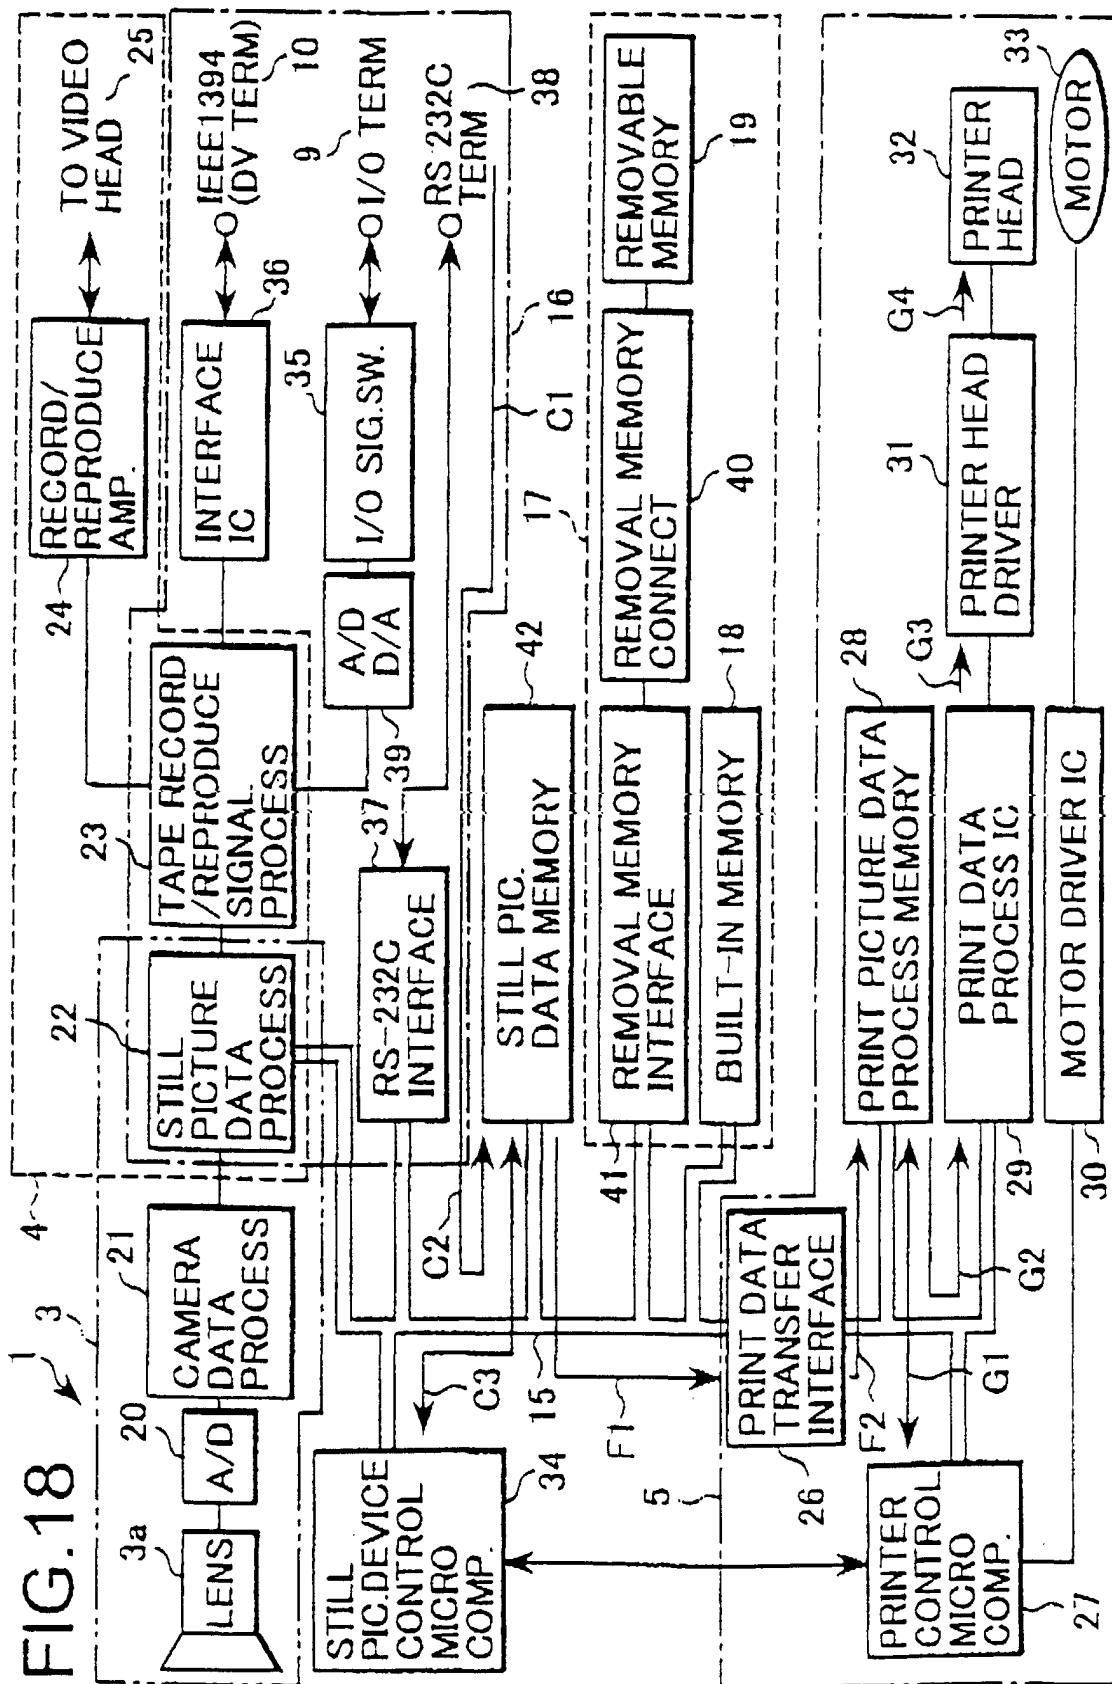 FIG.18
1
3
4
3a
LENS
20
A/D
21
CAMERA
DATA
PROCESS
22
STILL
PICTURE
DATA
PROCESS
23
TAPE RECORD
/REPRODUCE
SIGNAL
PROCESS
24
RECORD/
REPRODUCE
AMP.
TO VIDEO
HEAD
25
INTERFACE
IC
36
IEEE1394
(DV TERM)
10
A/D
D/A
39
I/O SIG.SW.
35
I/O TERM
9
RS-232C
TERM
38
37
RS-232C
INTERFACE
16
C1
C2
C3
STILL
PIC.DEVICE
CONTROL
MICRO
COMP.
34
STILL PIC.
DATA MEMORY
42
15
F1
17
REMOVAL MEMORY
INTERFACE
41
REMOVAL MEMORY
CONNECT
40
REMOVABLE
MEMORY
19
BUILT-IN MEMORY
18
5
PRINT DATA
TRANSFER
INTERFACE
26
F2
G1
G2
PRINTER
CONTROL
MICRO
COMP.
27
PRINT PICTURE DATA
PROCESS MEMORY
28
PRINT DATA
PROCESS IC
29
MOTOR DRIVER IC
30
G3
PRINTER HEAD
DRIVER
31
G4
PRINTER
HEAD
32
MOTOR
33